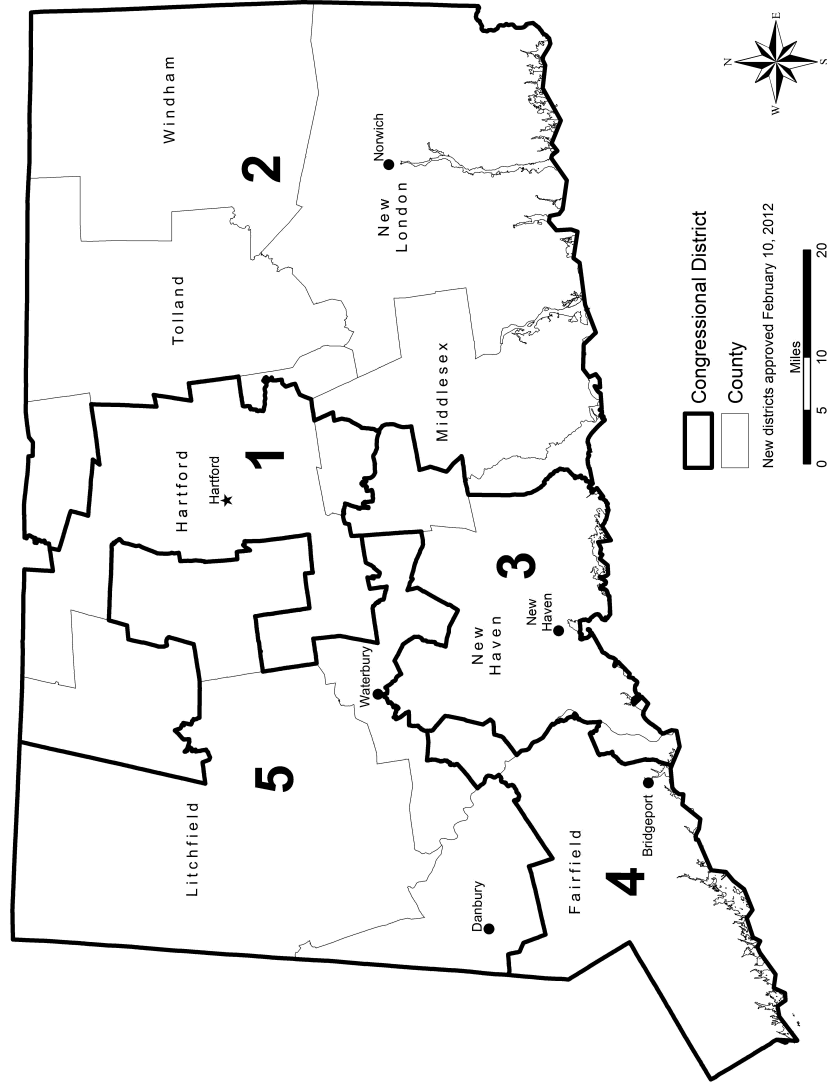 Litchfield
Hartford
Hartford
Tolland
Windham
5
1
2
Waterbury
Danbury
Middlesex
New
London
Norwich
New
Haven
3
New
Haven
Fairfield
4
Bridgeport
Congressional District
County
New districts approved February 10, 2012
Miles
0 5 10 20
N
W
E
S